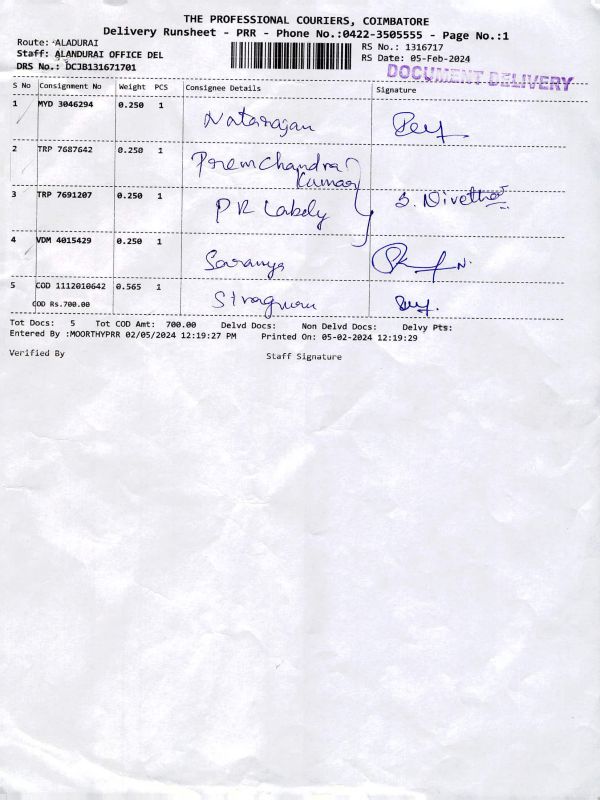 THE PROFESSIONAL COURIERS, COIMBATORE
Delivery Runsheet - PRR - Phone No.:0422-3505555 - Page No.:1
Route: ALADURAI
RS No.: 1316717
Staff: ALANDURAI OFFICE DEL
RS Date: 05-Feb-2024
DRS No.: DCJB131671701
DOCUMENT DELIVERY
S No Consignment No Weight PCS Consignee Details Signature
1 MYD 3046294 0.250 1 Natarajan
2 TRP 7687642 0.250 1 Premchandra
Kumar
3 TRP 7691207 0.250 1 PR Labely S. Nivetha
4 VDM 4015429 0.250 1 Saranya
5 COD 1112010642 0.565 1
COD Rs.700.00
Tot Docs: 5 Tot COD Amt: 700.00 Delvd Docs: Non Delvd Docs: Delvy Pts:
Entered By :MOORTHYPRR 02/05/2024 12:19:27 PM Printed On: 05-02-2024 12:19:29
Verified By Staff Signature